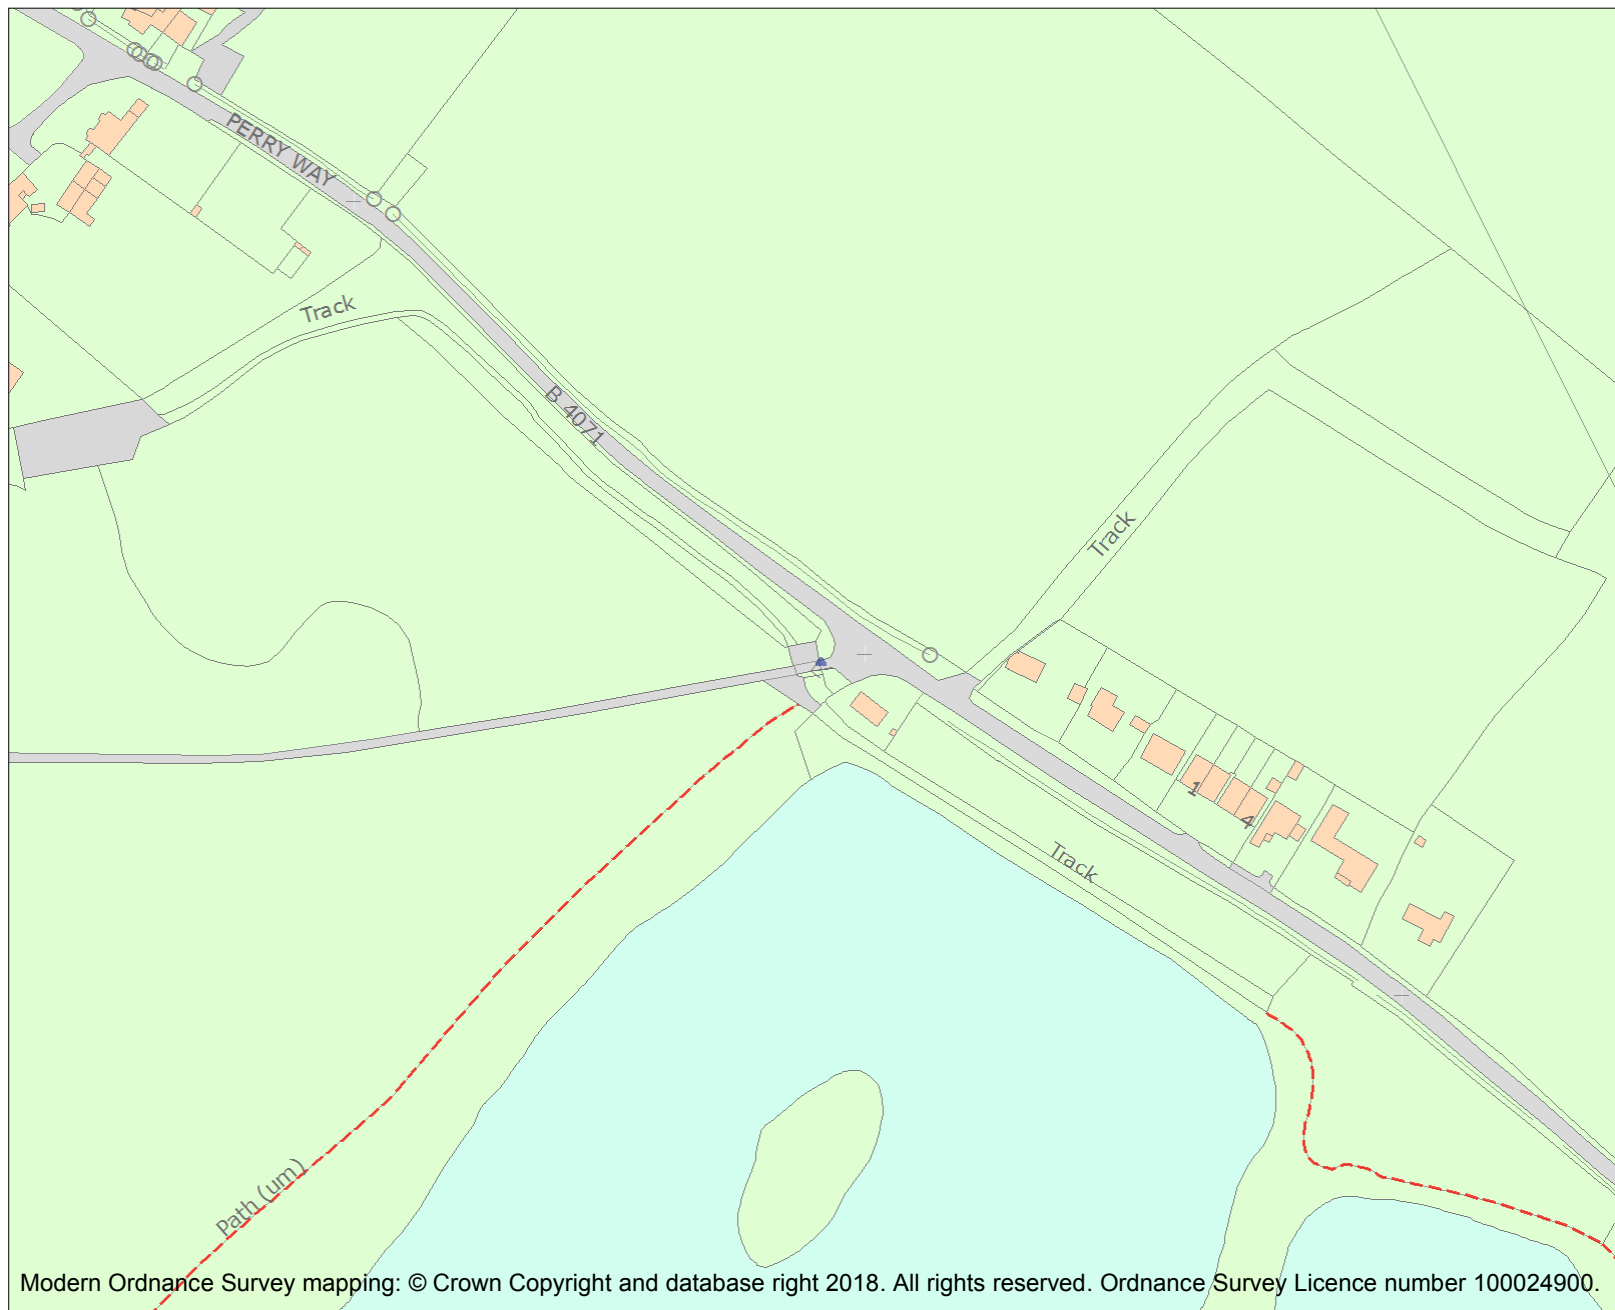 PERRY WAY
Track
B 4071
Track
1
4
Track
Path (um)
Modern Ordnance Survey mapping: © Crown Copyright and database right 2018. All rights reserved. Ordnance Survey Licence number 100024900.